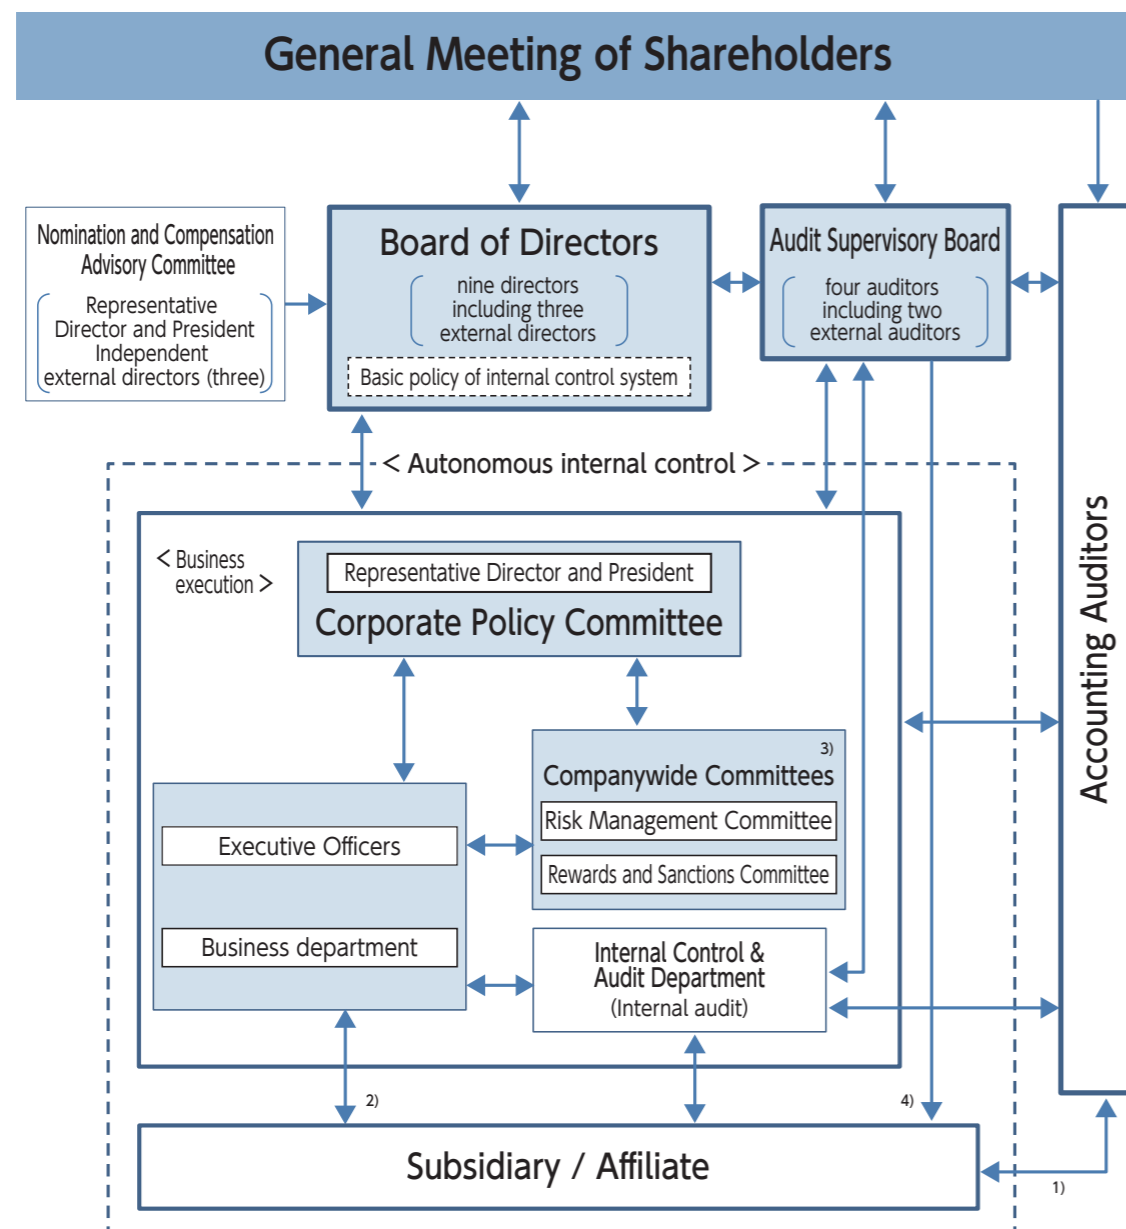 General Meeting of Shareholders
Nomination and Compensation
Advisory Committee
Representative
Director and President
Independent
external directors (three)
Board of Directors
nine directors
including three
external directors
Basic policy of internal control system
Audit Supervisory Board
four auditors
including two
external auditors
< Autonomous internal control >
< Business
execution >
Representative Director and President
Corporate Policy Committee
3)
Companywide Committees
Risk Management Committee
Rewards and Sanctions Committee
Executive Officers
Business department
Internal Control &
Audit Department
(Internal audit)
Accounting Auditors
2)
4)
Subsidiary / Affiliate
1)